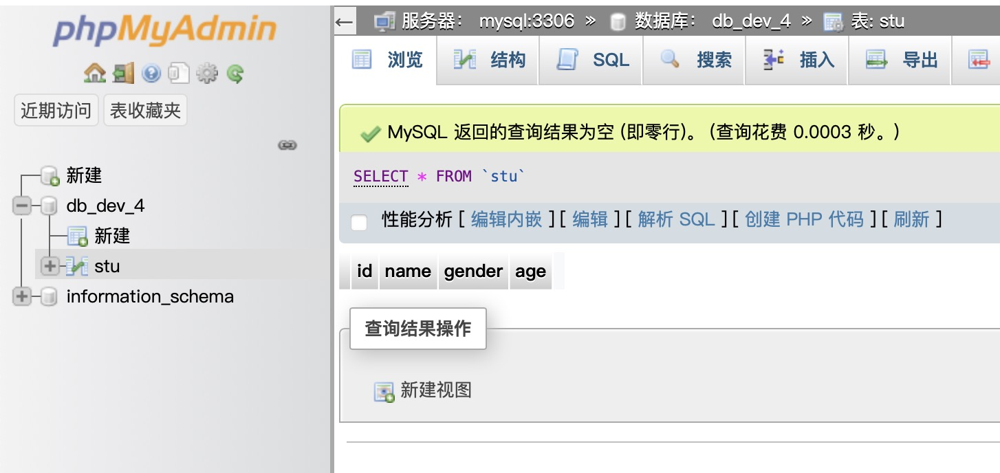 phpMyAdmin
近期访问 表收藏夹
新建
db_dev_4
新建
stu
information_schema
服务器: mysql:3306 » 数据库: db_dev_4 » 表: stu
浏览 结构 SQL 搜索 插入 导出
MySQL 返回的查询结果为空 (即零行)。 (查询花费 0.0003 秒。)
SELECT * FROM `stu`
性能分析 [ 编辑内嵌 ] [ 编辑 ] [ 解析 SQL ] [ 创建 PHP 代码 ] [ 刷新 ]
id name gender age
查询结果操作
新建视图